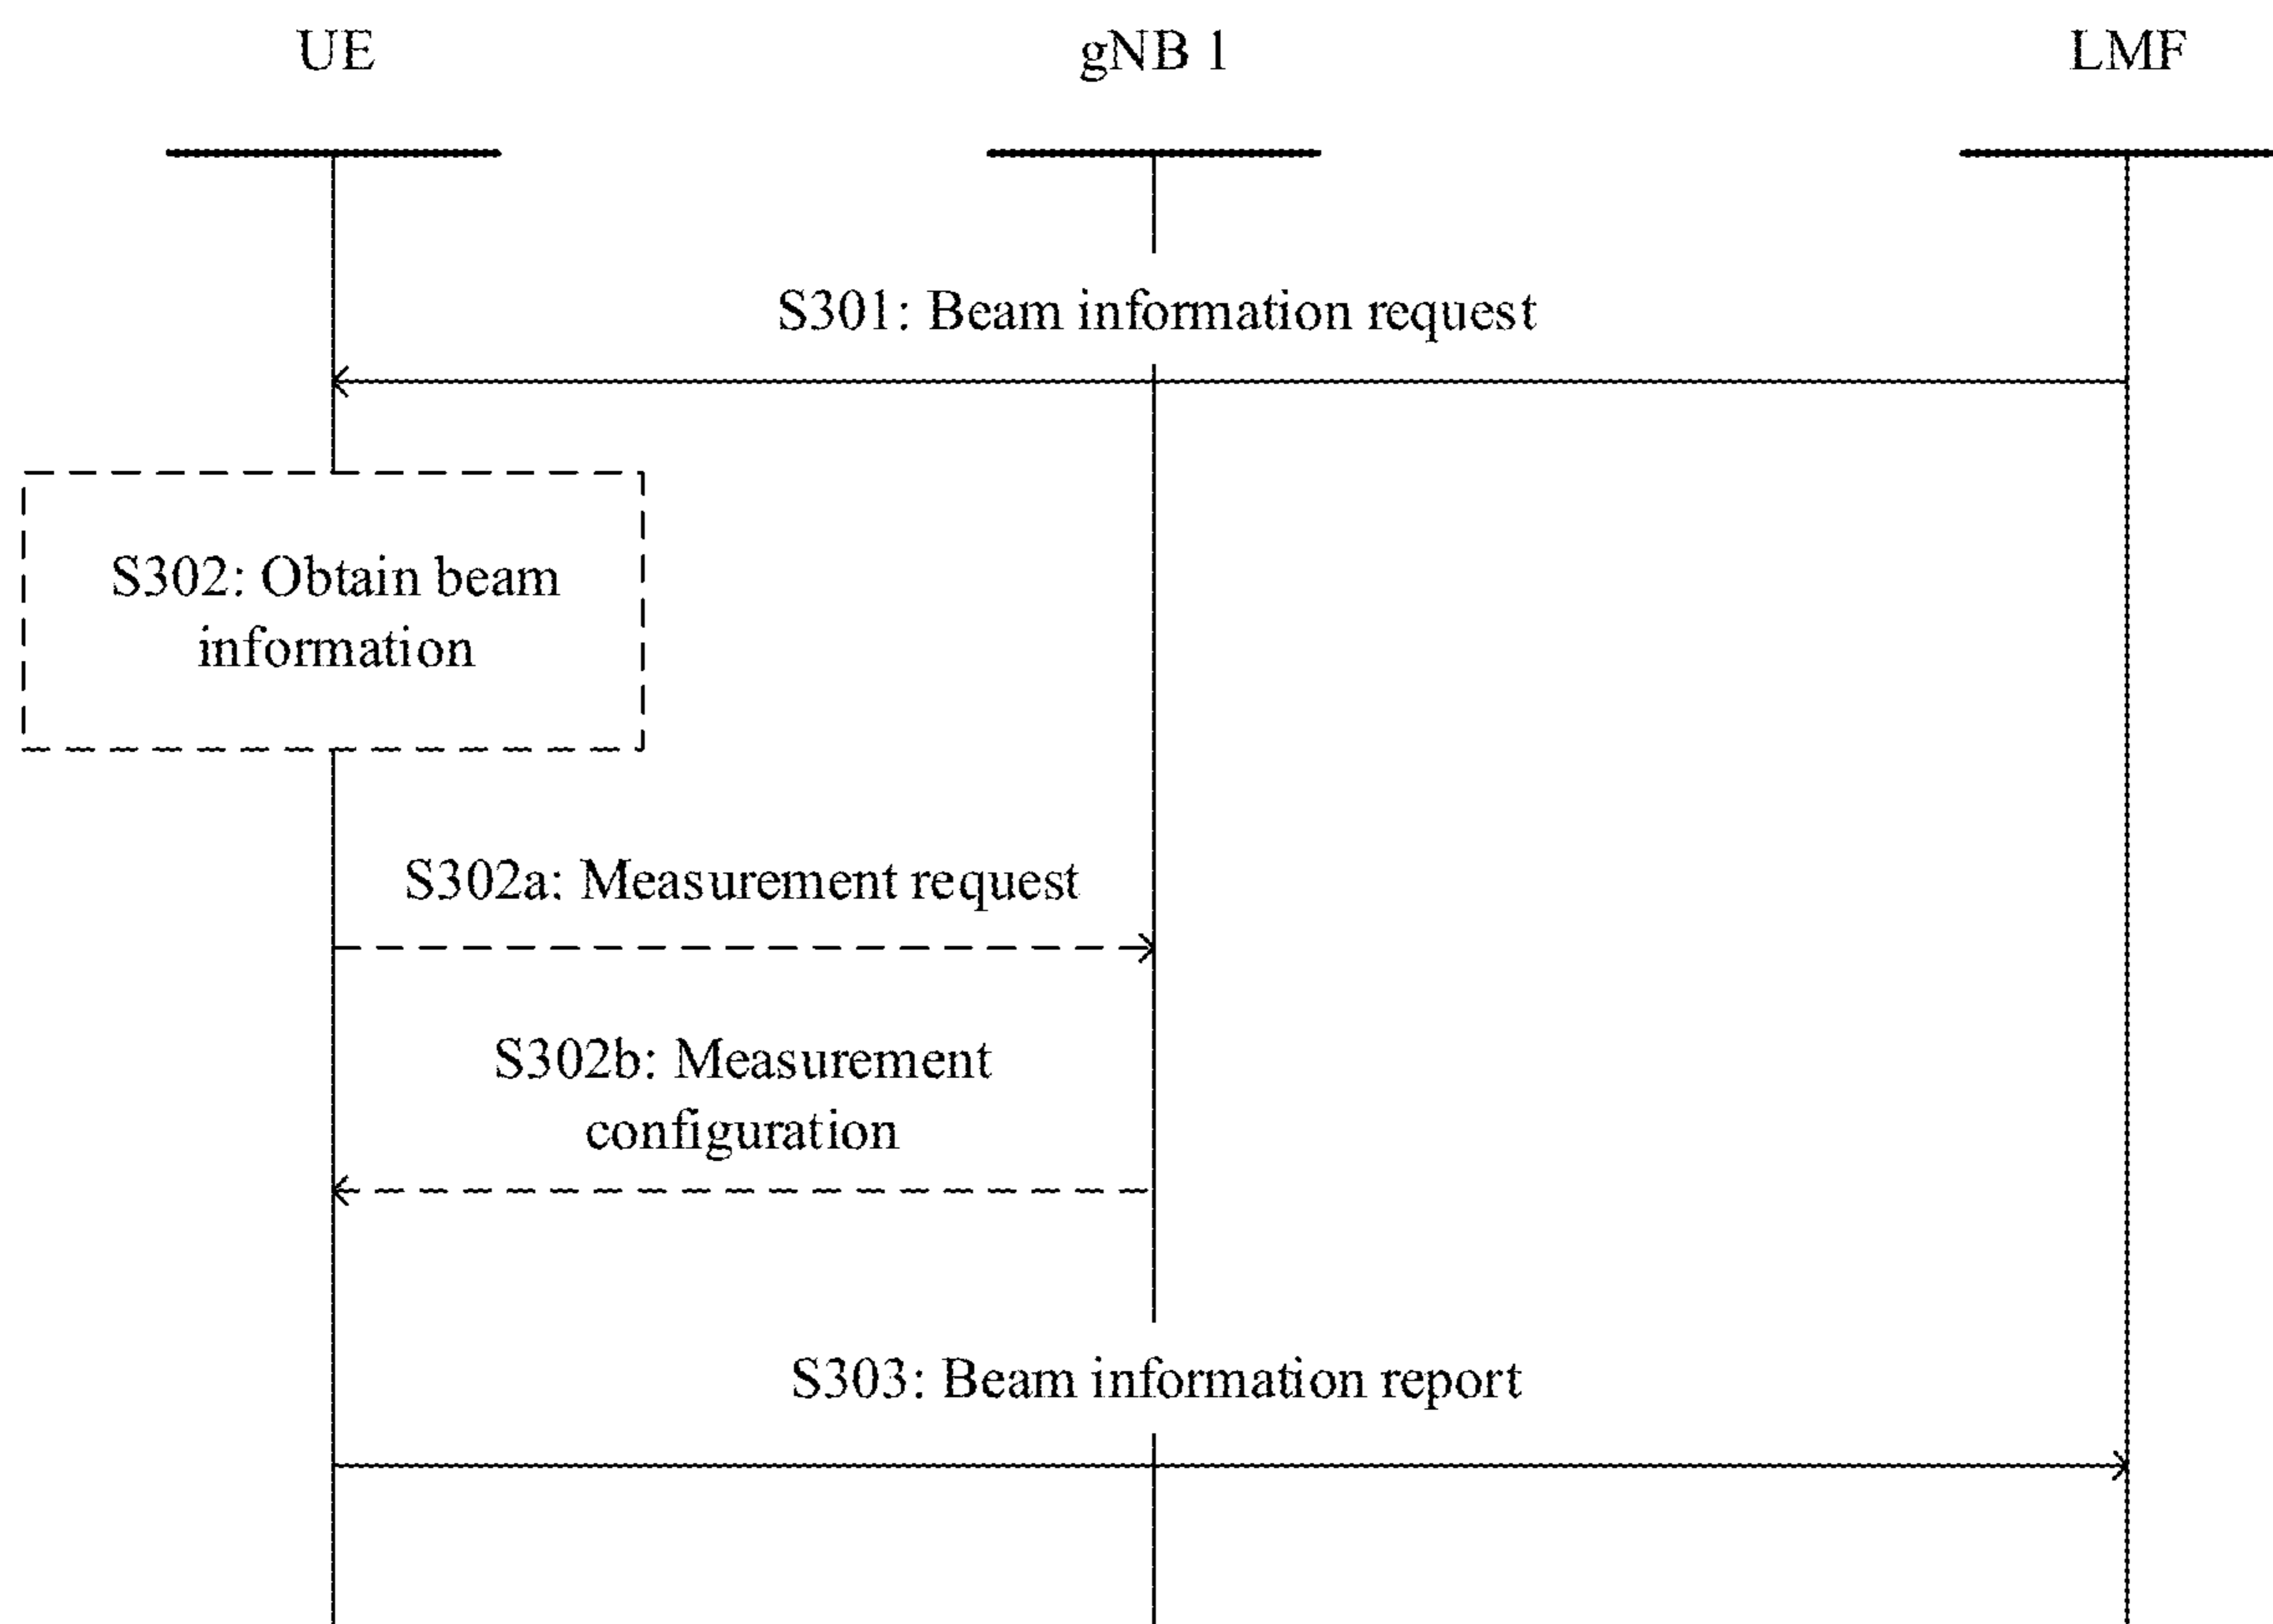 UE
gNB 1
LMF
S301: Beam information request
S302: Obtain beam
information
S302a: Measurement request
S302b: Measurement
configuration
S303: Beam information report